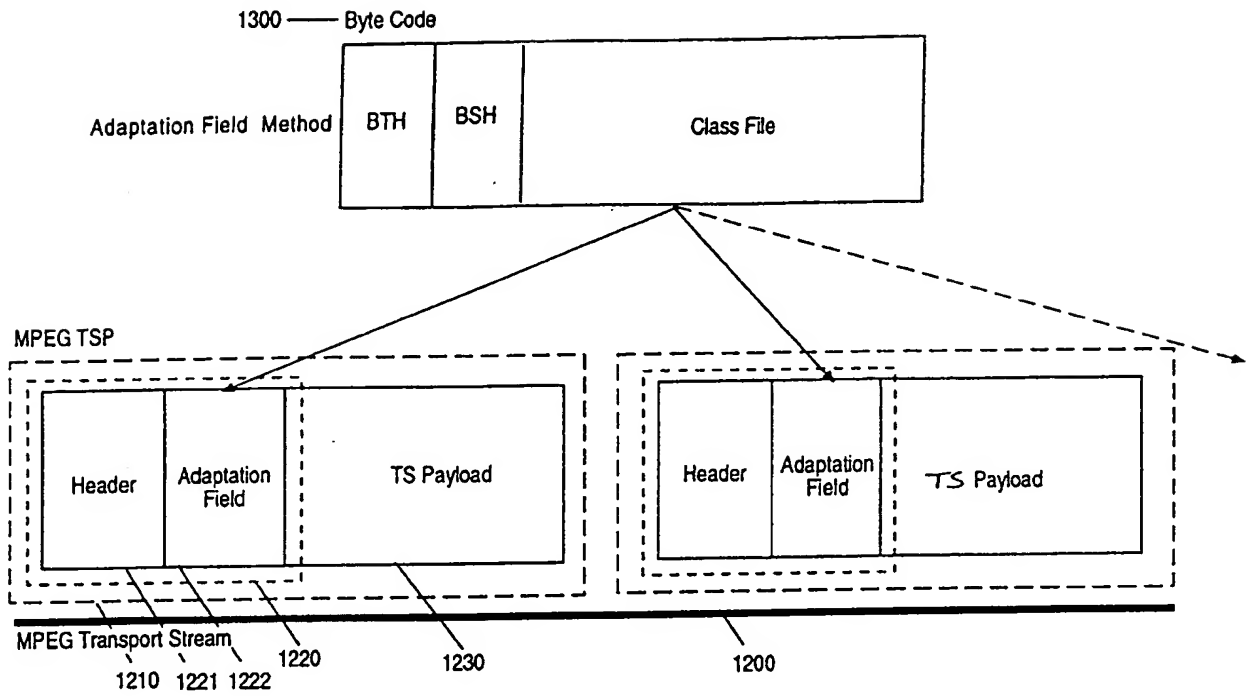 1300 Byte Code
Adaptation Field Method
BTH
BSH
Class File
MPEG TSP
Header
Adaptation
Field
TS Payload
Header
Adaptation
Field
TS Payload
MPEG Transport Stream
1210
1221
1222
1220
1230
1200